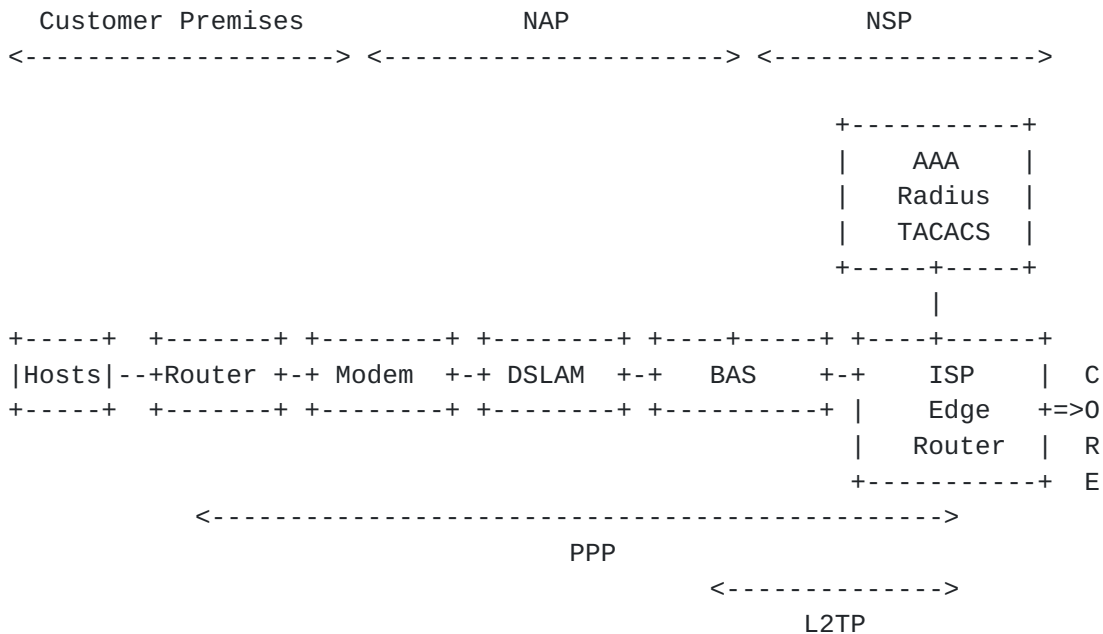 Customer Premises NAP NSP
<--------------------> <----------------------> <----------------->
+-----------+
| AAA |
| Radius |
| TACACS |
+-----+-----+
|
+-----+ +-------+ +--------+ +--------+ +----+-----+ +----+------+
|Hosts|--+Router +-+ Modem +-+ DSLAM +-+ BAS +-+ ISP | C
+-----+ +-------+ +--------+ +--------+ +----------+ | Edge +=>O
| Router | R
+-----------+ E
<----------------------------------------------->
PPP
<-------------->
L2TP